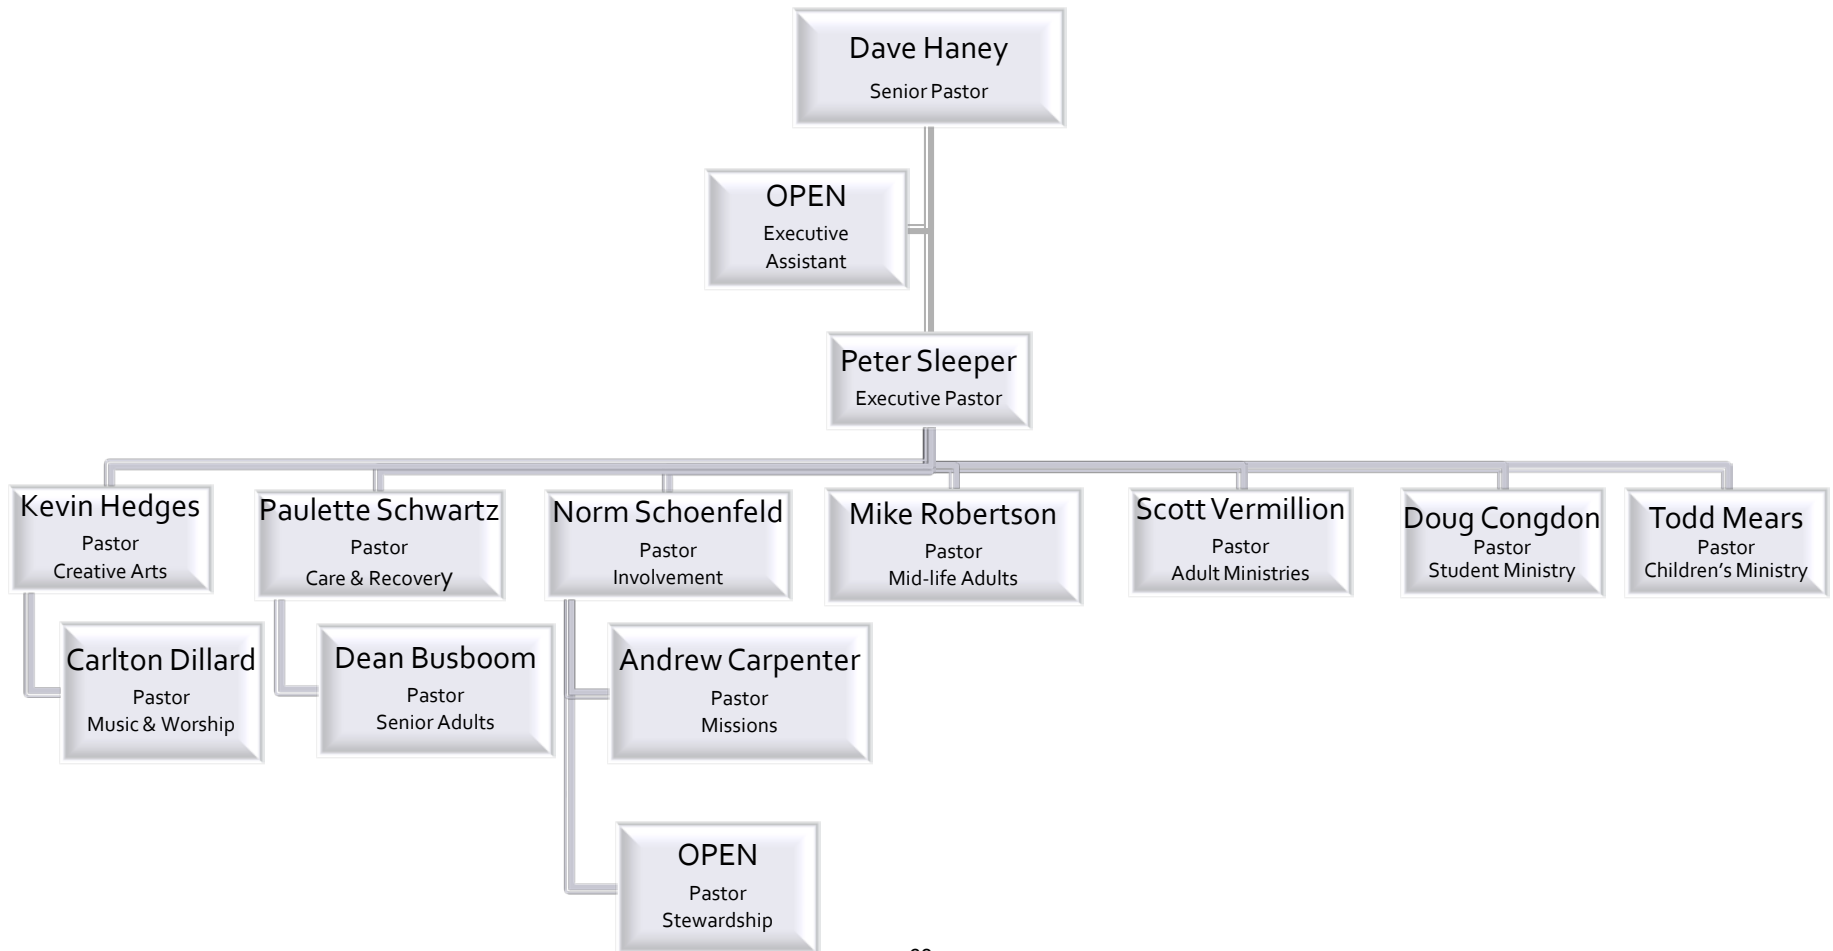 Dave Haney
Senior Pastor
OPEN
Executive
Assistant
Peter Sleeper
Executive Pastor
Kevin Hedges
Pastor
Creative Arts
Paulette Schwartz
Pastor
Care & Recovery
Norm Schoenfeld
Pastor
Involvement
Mike Robertson
Pastor
Mid-life Adults
Scott Vermillion
Pastor
Adult Ministries
Doug Congdon
Pastor
Student Ministry
Todd Mears
Pastor
Children's Ministry
Carlton Dillard
Pastor
Music & Worship
Dean Busboom
Pastor
Senior Adults
Andrew Carpenter
Pastor
Missions
OPEN
Pastor
Stewardship